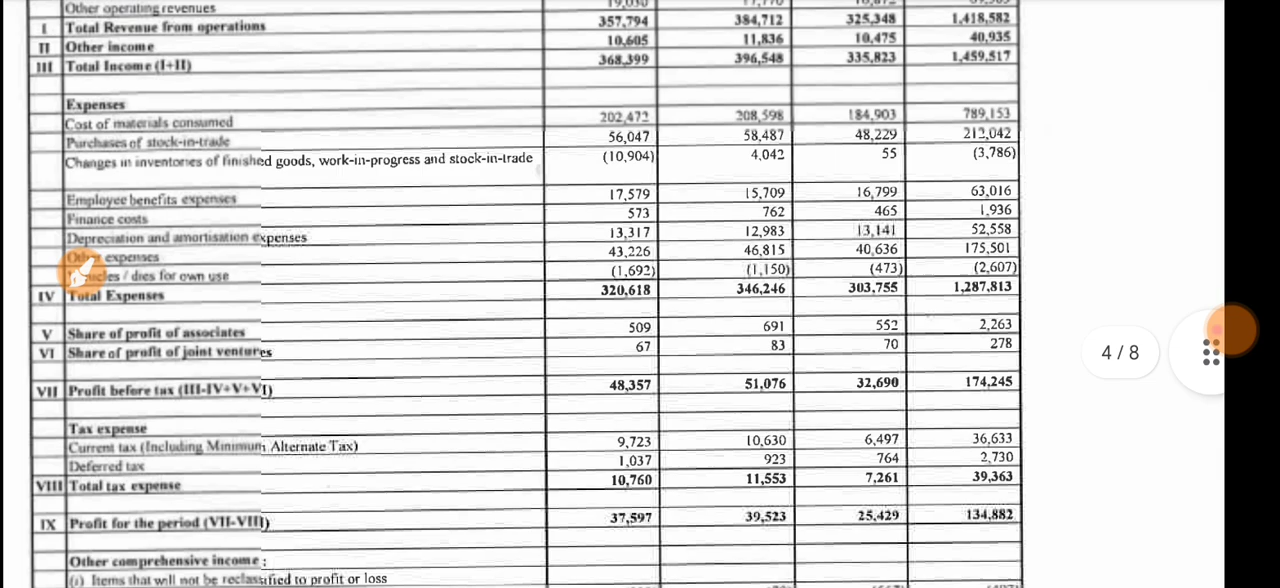 Other operating revenues
I Total Revenue from operations 357,794 384,712 325,348 1,418,582
II Other income 10,605 11,836 10,475 40,935
III Total Income (I+II) 368,399 396,548 335,823 1,459,517
Expenses
Cost of materials consumed 202,472 208,598 184,903 789,153
Purchases of stock-in-trade 56,047 58,487 48,229 212,042
Changes in inventories of finished goods, work-in-progress and stock-in-trade (10,904) 4,042 55 (3,786)
Employee benefits expenses 17,579 15,709 16,799 63,016
Finance costs 573 762 465 1,936
Depreciation and amortisation expenses 13,317 12,983 13,141 52,558
expenses 43,226 46,815 40,636 175,501
/ dies for own use (1,692) (1,150) (473) (2,607)
IV Total Expenses 320,618 346,246 303,755 1,287,813
V Share of profit of associates 509 691 552 2,263
VI Share of profit of joint ventures 67 83 70 278
VII Profit before tax (III-IV+V+VI) 48,357 51,076 32,690 174,245
Tax expense
Current tax (Including Minimum Alternate Tax) 9,723 10,630 6,497 36,633
Deferred tax 1,037 923 764 2,730
VIII Total tax expense 10,760 11,553 7,261 39,363
IX Profit for the period (VII-VIII) 37,597 39,523 25,429 134,882
Other comprehensive income :
(i) Items that will not be reclassified to profit or loss
4 / 8